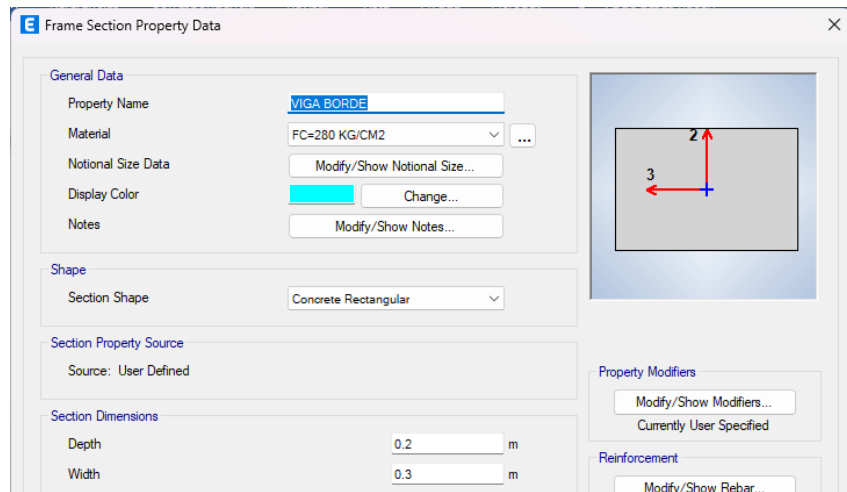 E Frame Section Property Data
General Data
Property Name VIGA BORDE
Material FC=280 KG/CM2 ...
Notional Size Data Modify/Show Notional Size...
Display Color Change...
Notes Modify/Show Notes...
2
3
Shape
Section Shape Concrete Rectangular
Section Property Source
Source: User Defined
Property Modifiers
Modify/Show Modifiers...
Currently User Specified
Section Dimensions
Depth 0.2 m
Width 0.3 m
Reinforcement
Modify/Show Rebar...